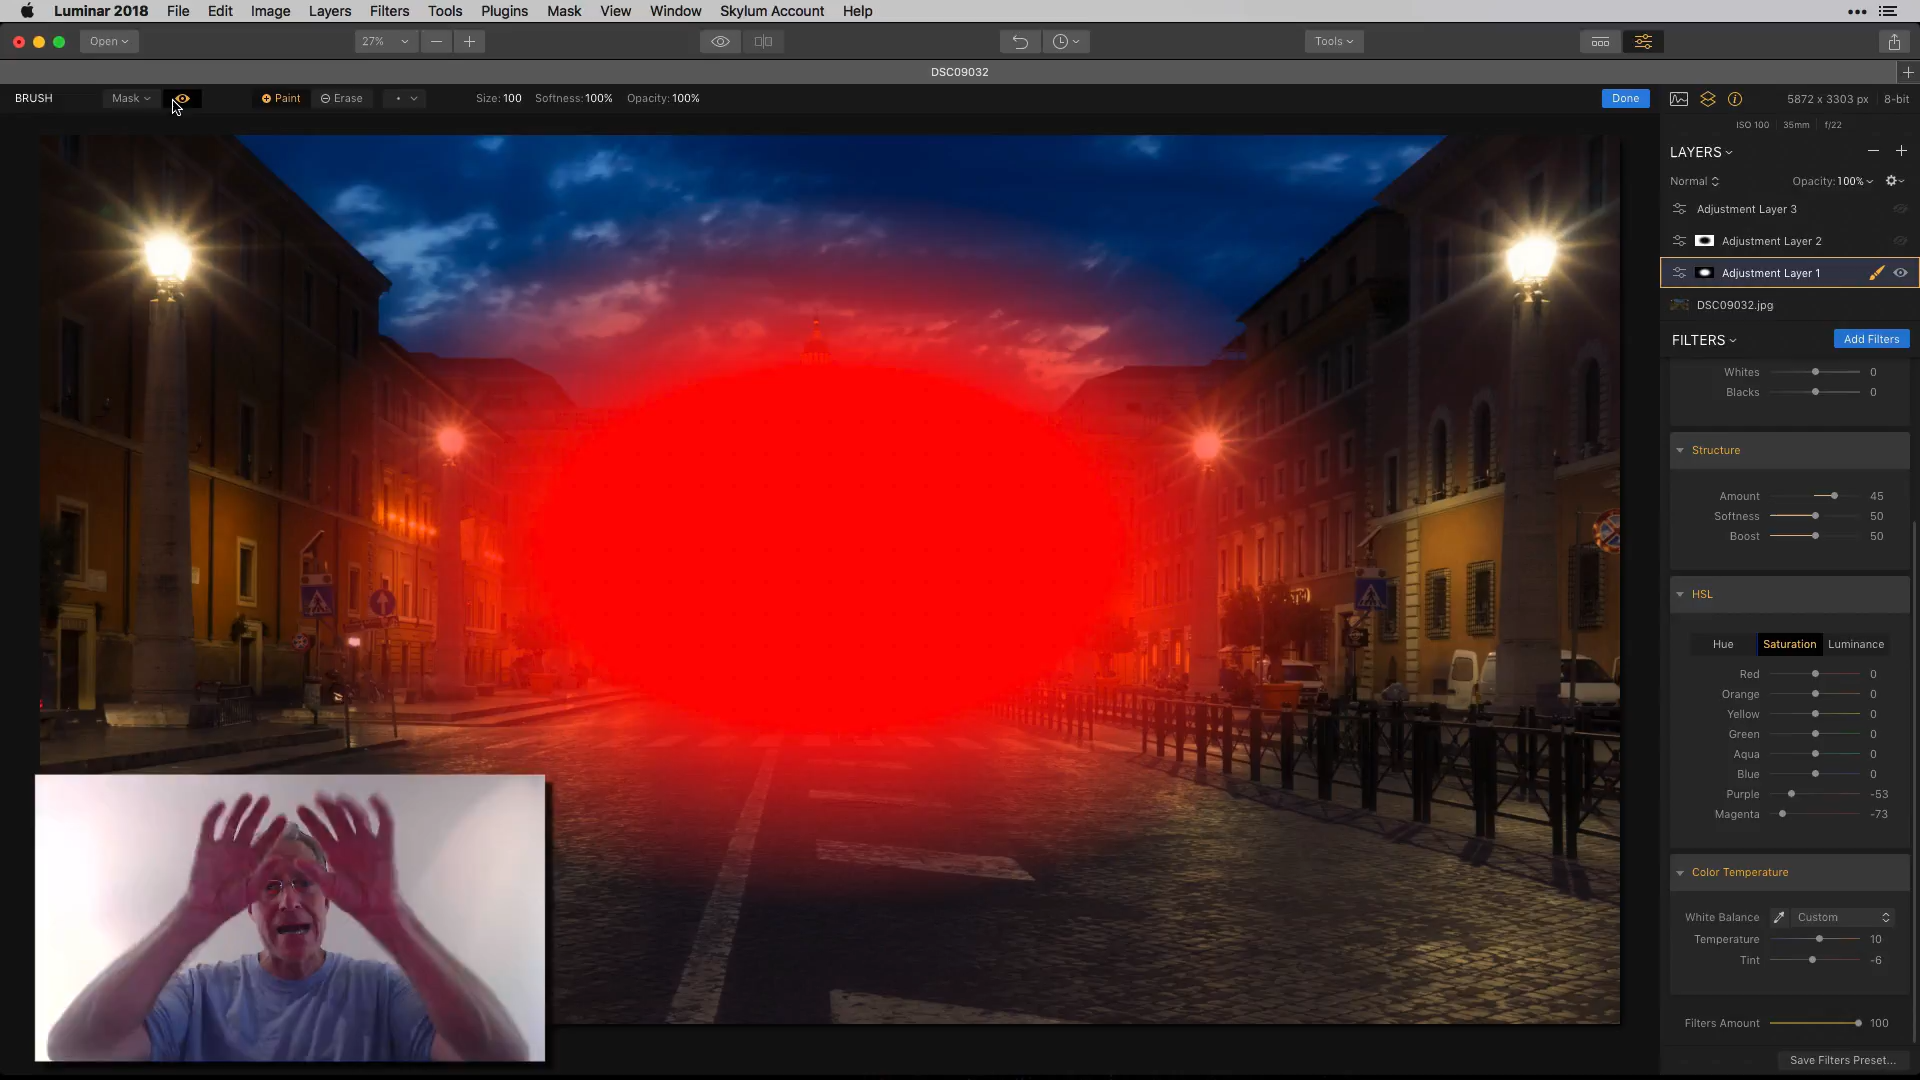 Luminar 2018 File Edit Image Layers Filters Tools Plugins Mask View Window Skylum Account Help
Open 27% Tools
DSC09032
BRUSH Mask Paint Erase Size: 100 Softness: 100% Opacity: 100% Done 5872 x 3303 px 8-bit
ISO 100 35mm f/22
LAYERS
Normal Opacity: 100%
Adjustment Layer 3
Adjustment Layer 2
Adjustment Layer 1
DSC09032.jpg
FILTERS Add Filters
Whites 0
Blacks 0
Structure
Amount 45
Softness 50
Boost 50
HSL
Hue Saturation Luminance
Red 0
Orange 0
Yellow 0
Green 0
Aqua 0
Blue 0
Purple -53
Magenta -73
Color Temperature
White Balance Custom
Temperature 10
Tint -6
Filters Amount 100
Save Filters Preset...